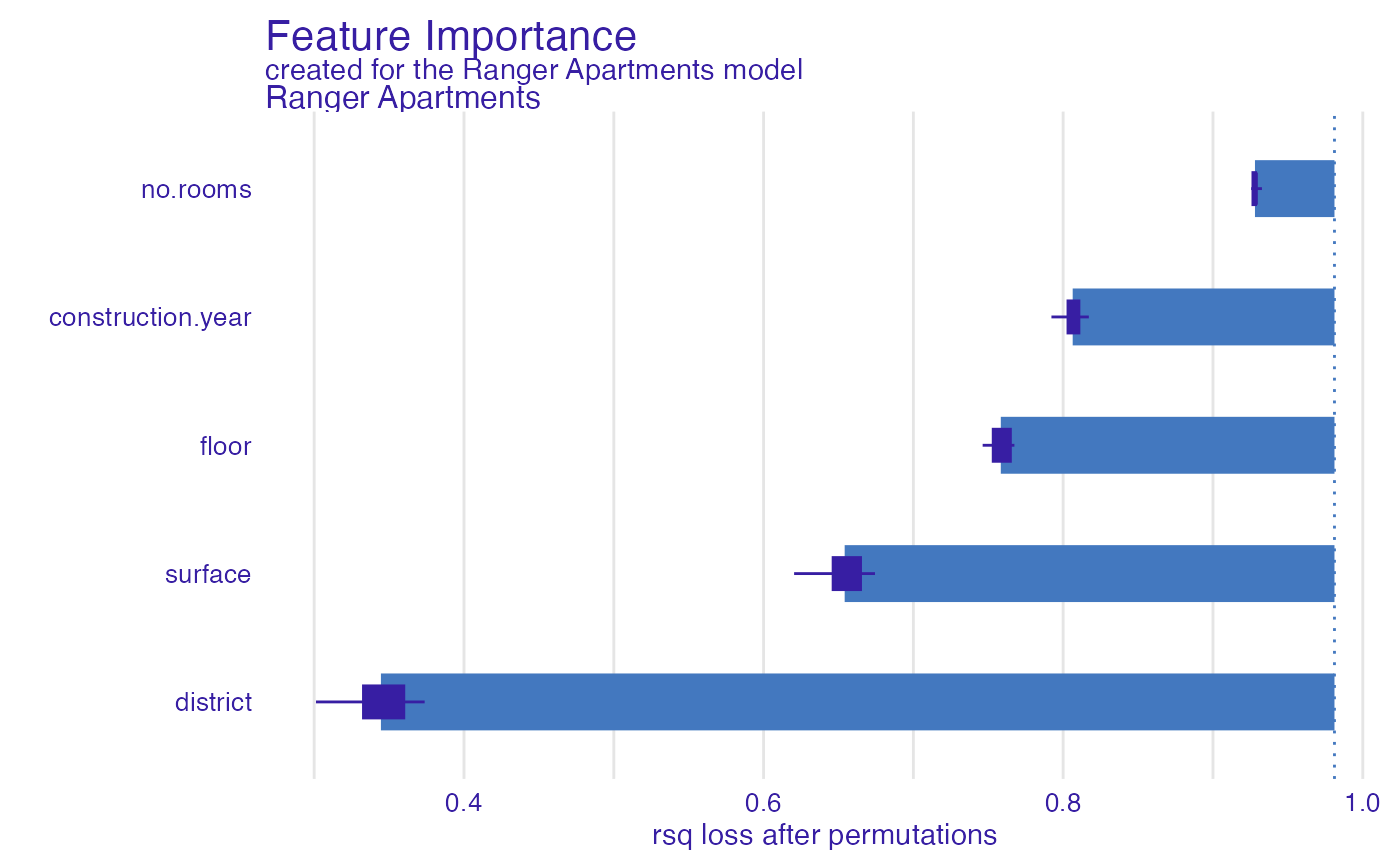 Feature Importance
created for the Ranger Apartments model
Ranger Apartments
no.rooms
construction.year
floor
surface
district
0.4 0.6 0.8 1.0
rsq loss after permutations